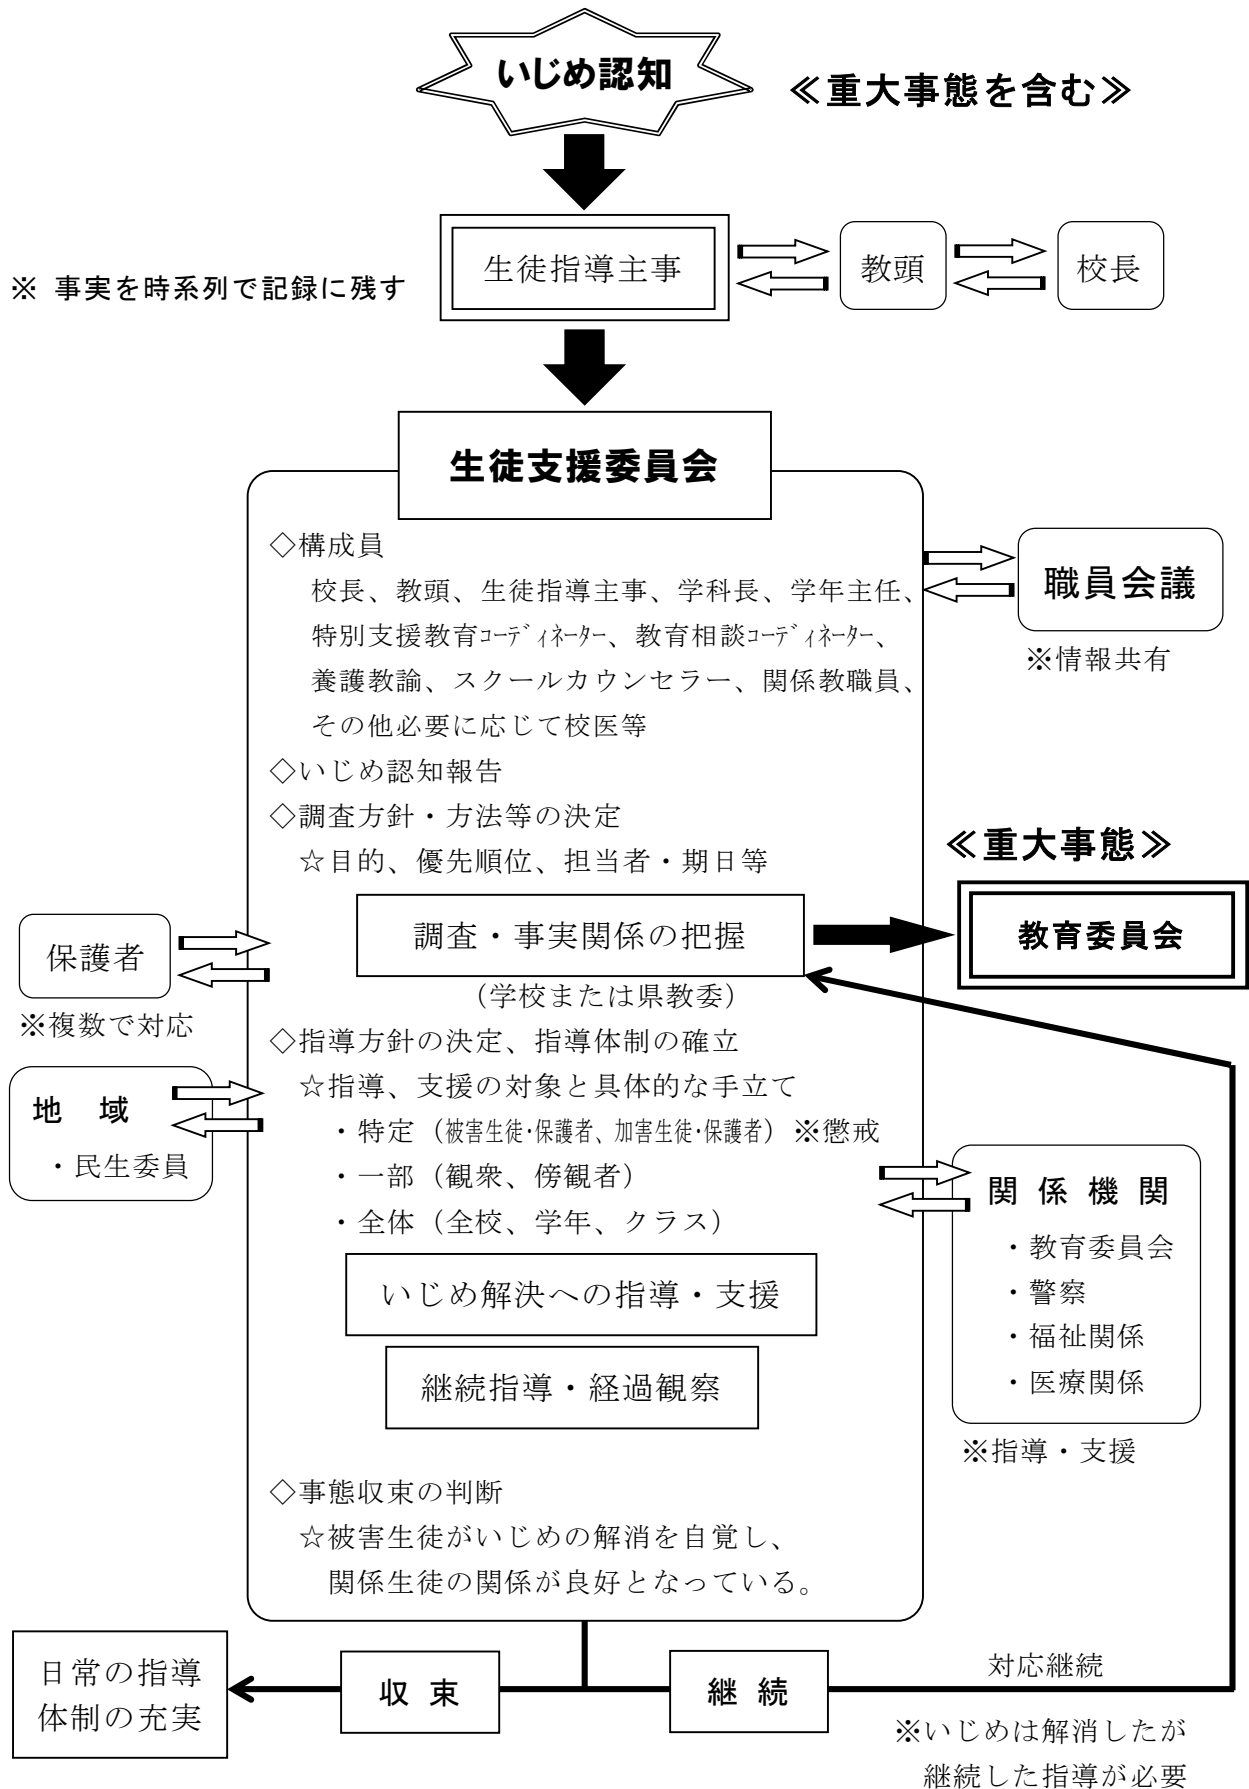 いじめ認知
≪重大事態を含む≫
生徒指導主事
教頭
校長
※ 事実を時系列で記録に残す
生徒支援委員会
◇構成員
校長、教頭、生徒指導主事、学科長、学年主任、
特別支援教育ｺｰﾃﾞｨﾈｰﾀｰ、教育相談ｺｰﾃﾞｨﾈｰﾀｰ、
養護教諭、スクールカウンセラー、関係教職員、
その他必要に応じて校医等
職員会議
※情報共有
◇いじめ認知報告
◇調査方針・方法等の決定
☆目的、優先順位、担当者・期日等
≪重大事態≫
調査・事実関係の把握
教育委員会
（学校または県教委）
保護者
※複数で対応
◇指導方針の決定、指導体制の確立
☆指導、支援の対象と具体的な手立て
・特定（被害生徒・保護者、加害生徒・保護者）※懲戒
・一部（観衆、傍観者）
・全体（全校、学年、クラス）
地 域
・民生委員
関 係 機 関
・教育委員会
・警察
・福祉関係
・医療関係
※指導・支援
いじめ解決への指導・支援
継続指導・経過観察
◇事態収束の判断
☆被害生徒がいじめの解消を自覚し、
関係生徒の関係が良好となっている。
日常の指導
体制の充実
収 束
継 続
対応継続
※いじめは解消したが
継続した指導が必要